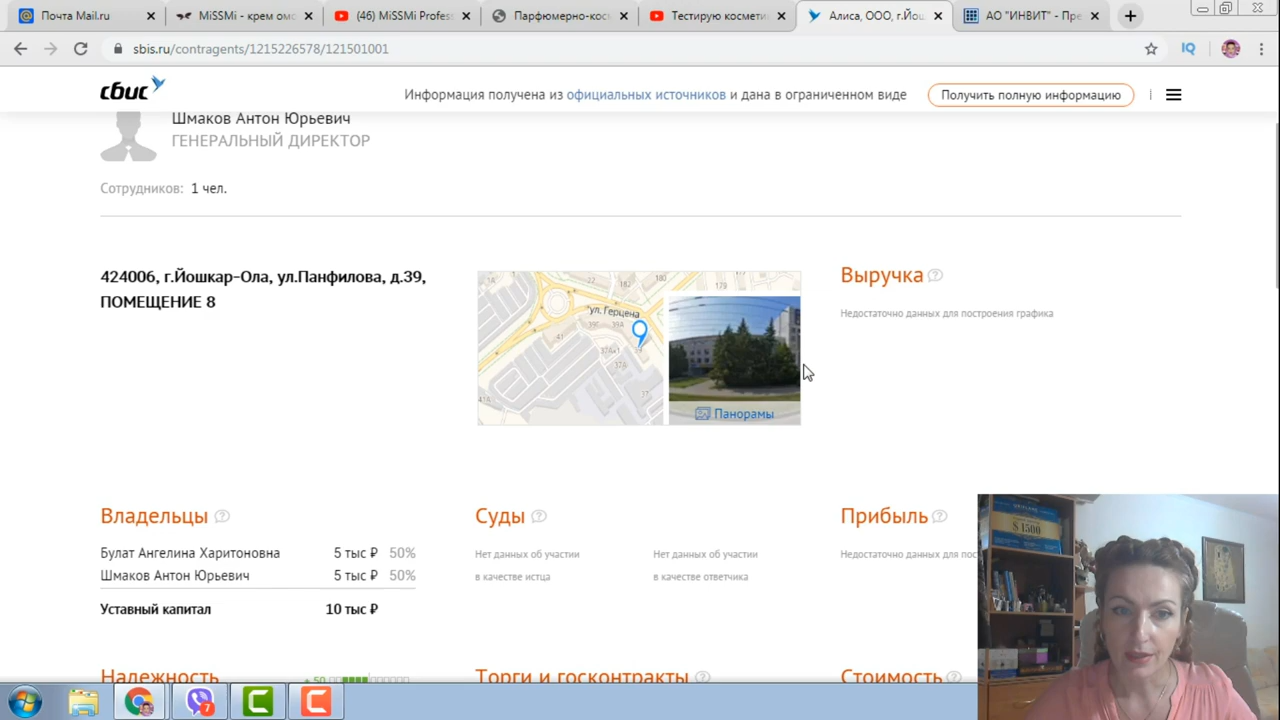 Почта Mail.ru
MiSSMi - крем омо
(46) MiSSMi Profess
Парфюмерно-кос
Тестирую космети
Алиса, ООО, г.Йош
АО "ИНВИТ" - Пре
sbis.ru/contragents/1215226578/121501001
IQ
сбис
Информация получена из официальных источников и дана в ограниченном виде
Получить полную информацию
Шмаков Антон Юрьевич
ГЕНЕРАЛЬНЫЙ ДИРЕКТОР
Сотрудников: 1 чел.
424006, г.Йошкар-Ола, ул.Панфилова, д.39,
ПОМЕЩЕНИЕ 8
ул. Герцена
Панорамы
Выручка
Недостаточно данных для построения графика
Владельцы
Булат Ангелина Харитоновна 5 тыс ₽ 50%
Шмаков Антон Юрьевич 5 тыс ₽ 50%
Уставный капитал 10 тыс ₽
Суды
Нет данных об участии
в качестве истца
Нет данных об участии
в качестве ответчика
Прибыль
Недостаточно данных для пос
Надежность
50
Торги и госконтракты
Стоимость
$ 1500
7